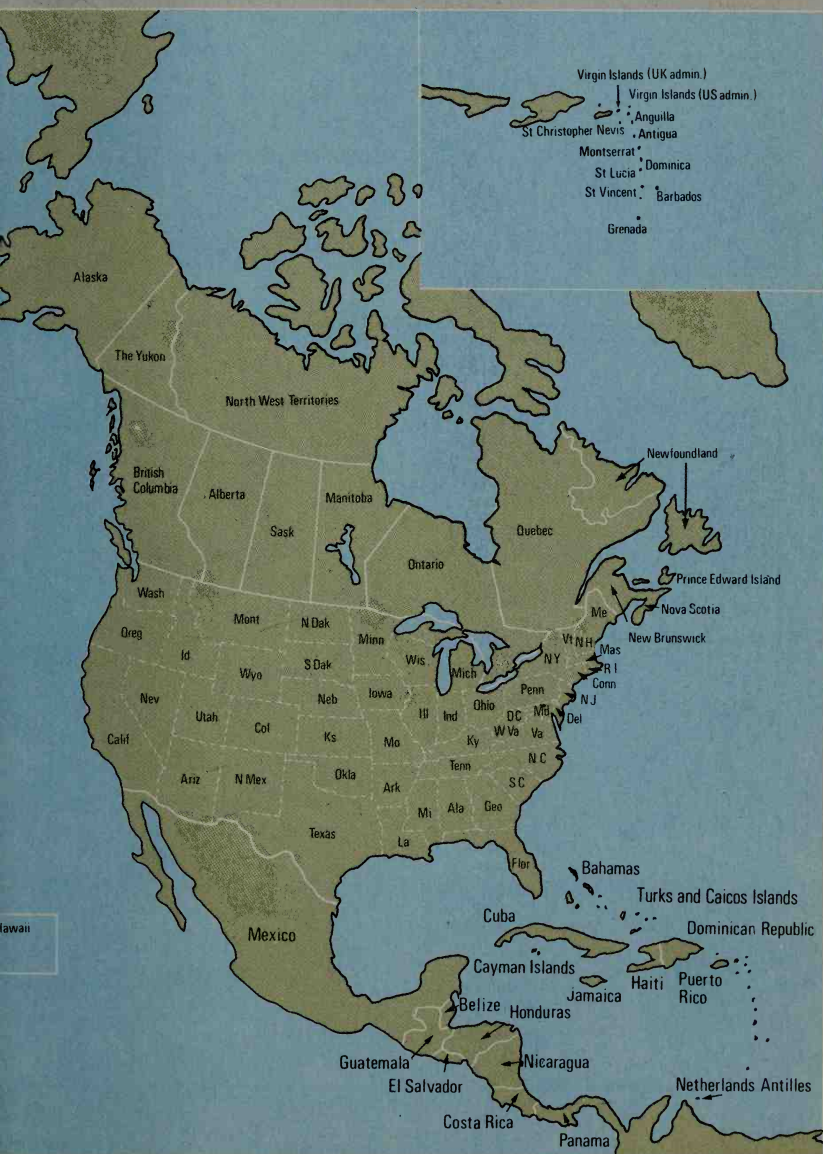 Virgin Islands (UK admin.)
Virgin Islands (US admin.)
Anguilla
St Christopher Nevis
Antigua
Montserrat
Dominica
St Lucia
St Vincent
Barbados
Grenada
Alaska
The Yukon
North West Territories
British
Columbia
Alberta
Sask
Manitoba
Ontario
Quebec
Newfoundland
Prince Edward Island
Nova Scotia
New Brunswick
Wash
Oreg
Id
Mont
N Dak
Minn
Wis
Mich
Me
Vt
N H
Mas
R I
Conn
N Y
Penn
N J
Md
Del
S Dak
Wyo
Neb
Iowa
Ill
Ind
Ohio
DC
W Va
Va
Nev
Utah
Col
Ks
Mo
Ky
N C
Calif
Ariz
N Mex
Okla
Ark
Tenn
S C
Mi
Ala
Geo
Texas
La
Flor
Bahamas
Turks and Caicos Islands
Cuba
Dominican Republic
Hawaii
Mexico
Cayman Islands
Jamaica
Haiti
Puerto
Rico
Belize
Honduras
Guatemala
El Salvador
Nicaragua
Netherlands Antilles
Costa Rica
Panama